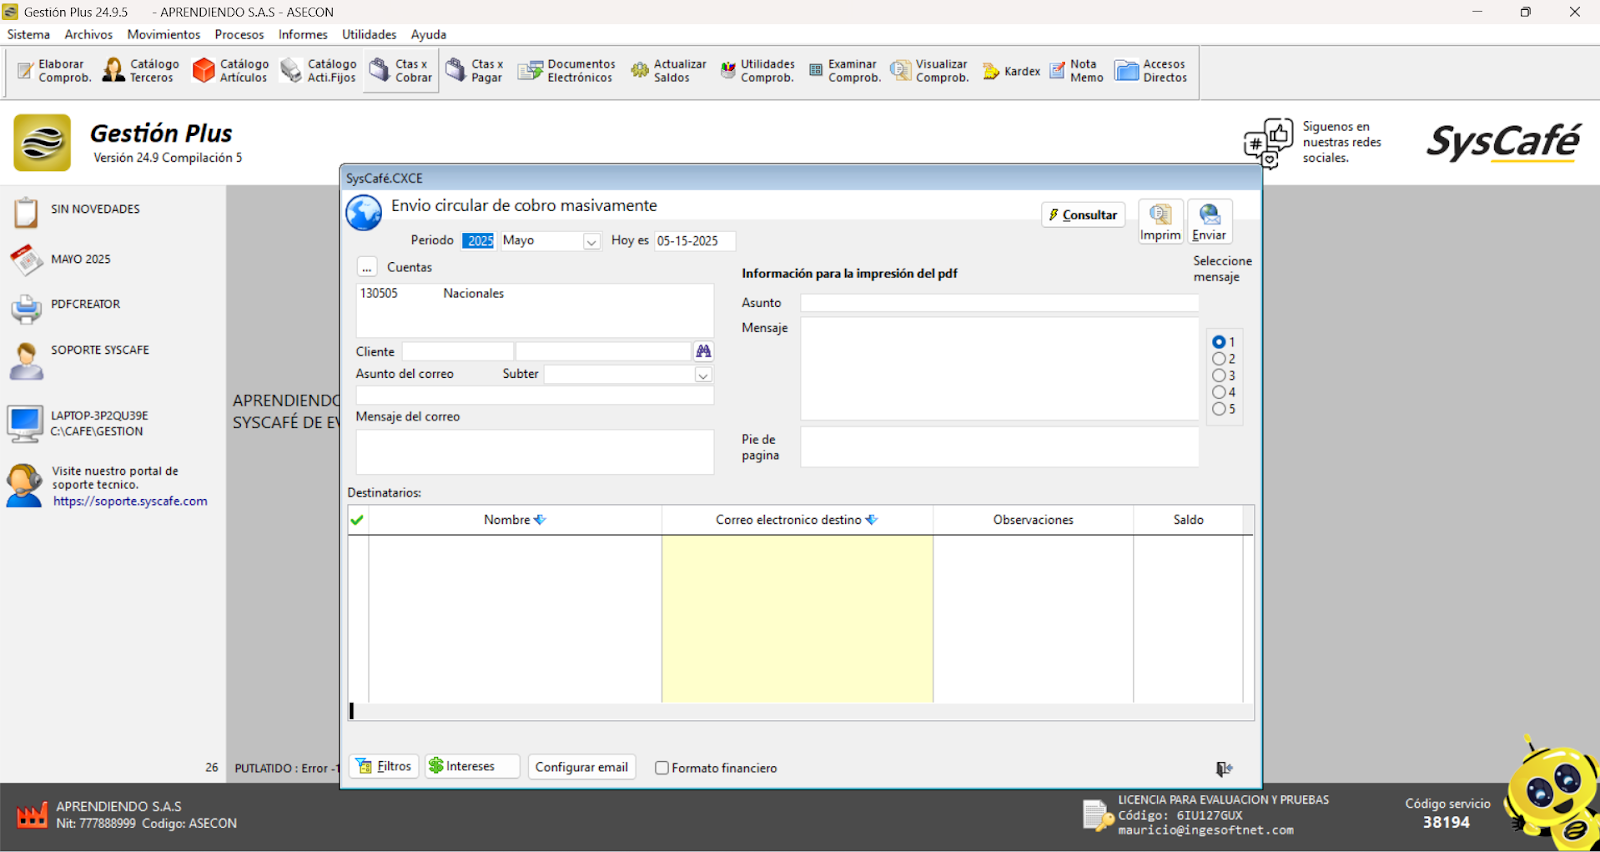 Gestión Plus 24.9.5 - APRENDIENDO S.A.S - ASECON
Sistema Archivos Movimientos Procesos Informes Utilidades Ayuda
Elaborar Comprob.
Catálogo Terceros
Catálogo Artículos
Catálogo Acti.Fijos
Ctas x Cobrar
Ctas x Pagar
Documentos Electrónicos
Actualizar Saldos
Utilidades Comprob.
Examinar Comprob.
Visualizar Comprob.
Kardex
Nota Memo
Accesos Directos
Gestión Plus
Versión 24.9 Compilación 5
Siguenos en
nuestras redes
sociales.
SysCafé
SIN NOVEDADES
MAYO 2025
PDFCREATOR
SOPORTE SYSCAFE
LAPTOP-3P2QU39E
C:\CAFE\GESTION
Visite nuestro portal de
soporte tecnico.
https://soporte.syscafe.com
APRENDIENDO
SYSCAFÉ DE EV
26 PUTLATIDO : Error -1
SysCafé.CXCE
Envio circular de cobro masivamente
Consultar
Imprim
Enviar
Periodo 2025 Mayo Hoy es 05-15-2025
Seleccione
mensaje
... Cuentas
130505 Nacionales
Información para la impresión del pdf
Asunto
Mensaje
1
2
3
4
5
Cliente
Asunto del correo Subter
Mensaje del correo
Pie de
pagina
Destinatarios:
Nombre Correo electronico destino Observaciones Saldo
Filtros Intereses Configurar email Formato financiero
APRENDIENDO S.A.S
Nit: 777888999 Codigo: ASECON
LICENCIA PARA EVALUACION Y PRUEBAS
Código: 6IU127GUX
mauricio@ingesoftnet.com
Código servicio
38194